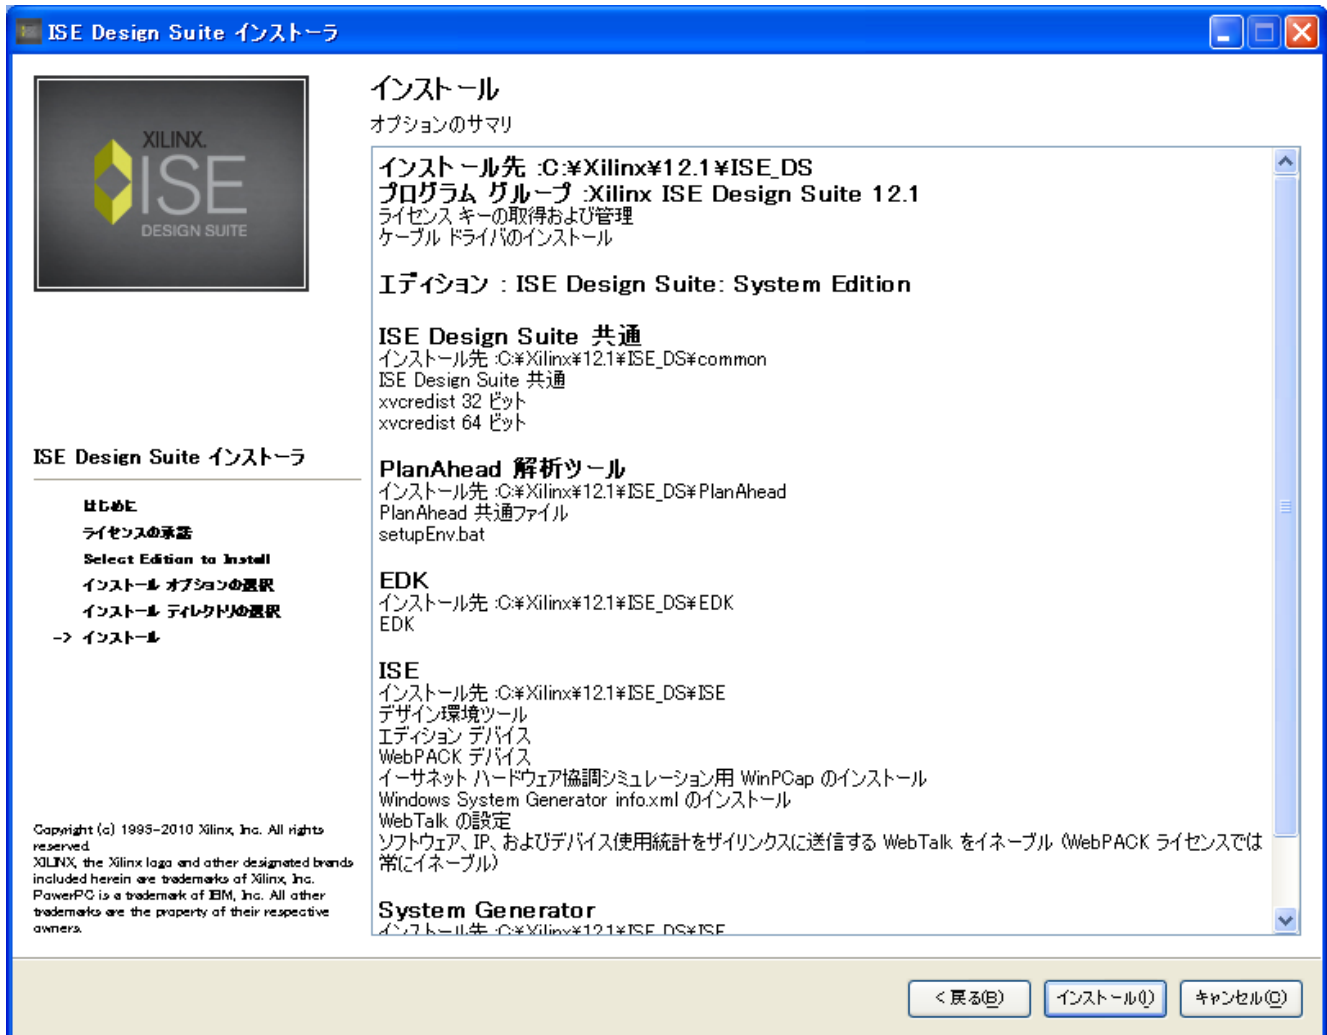 ISE Design Suite インストーラ
XILINX.
ISE
DESIGN SUITE
インストール
オプションのサマリ
インストール先 :C:¥Xilinx¥12.1¥ISE_DS
プログラム グループ :Xilinx ISE Design Suite 12.1
ライセンス キーの取得および管理
ケーブル ドライバのインストール
エディション : ISE Design Suite: System Edition
ISE Design Suite 共通
インストール先 :C:¥Xilinx¥12.1¥ISE_DS¥common
ISE Design Suite 共通
xvcredist 32 ビット
xvcredist 64 ビット
PlanAhead 解析ツール
インストール先 :C:¥Xilinx¥12.1¥ISE_DS¥PlanAhead
PlanAhead 共通ファイル
setupEnv.bat
EDK
インストール先 :C:¥Xilinx¥12.1¥ISE_DS¥EDK
EDK
ISE
インストール先 :C:¥Xilinx¥12.1¥ISE_DS¥ISE
デザイン環境ツール
エディション デバイス
WebPACK デバイス
イーサネット ハードウェア協調シミュレーション用 WinPCap のインストール
Windows System Generator info.xml のインストール
WebTalk の設定
ソフトウェア、IP、およびデバイス使用統計をザイリンクスに送信する WebTalk をイネーブル (WebPACK ライセンスでは
常にイネーブル)
System Generator
インストール先 :C:¥Xilinx¥12.1¥ISE_DS¥ISE
ISE Design Suite インストーラ
はじめに
ライセンスの承諾
Select Edition to Install
インストール オプションの選択
インストール ディレクトリの選択
-> インストール
Copyright (c) 1995-2010 Xilinx, Inc. All rights
reserved.
XILINX, the Xilinx logo and other designated brands
included herein are trademarks of Xilinx, Inc.
PowerPC is a trademark of IBM, Inc. All other
trademarks are the property of their respective
owners.
< 戻る(B)
インストール(I)
キャンセル(C)